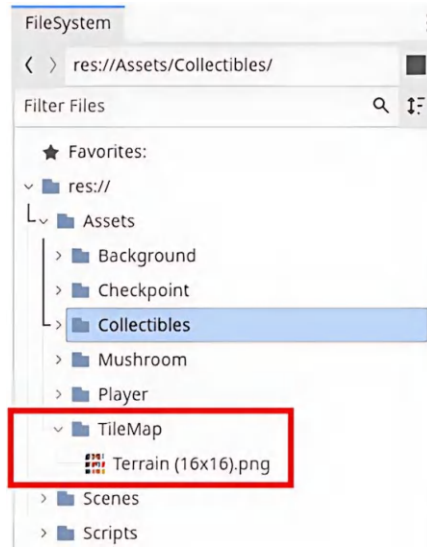 FileSystem
res://Assets/Collectibles/
Filter Files
Favorites:
res://
Assets
Background
Checkpoint
Collectibles
Mushroom
Player
TileMap
Terrain (16x16).png
Scenes
Scripts